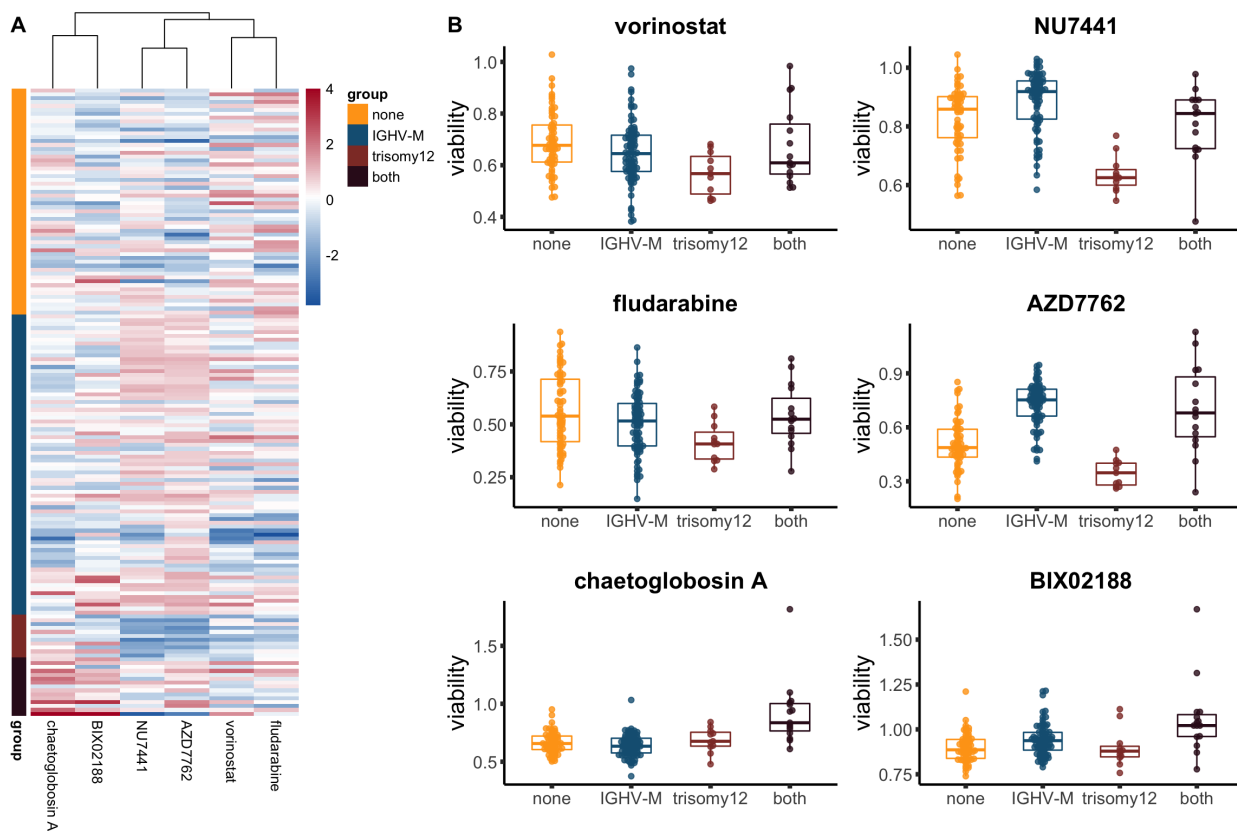 A
4
2
0
-2
group
none
IGHV-M
trisomy12
both
group
chaetoglobosin A
BIX02188
NU7441
AZD7762
vorinostat
fludarabine
B
vorinostat
viability
1.0
0.8
0.6
0.4
none IGHV-M trisomy12 both
NU7441
viability
1.0
0.8
0.6
none IGHV-M trisomy12 both
fludarabine
viability
0.75
0.50
0.25
none IGHV-M trisomy12 both
AZD7762
viability
0.9
0.6
0.3
none IGHV-M trisomy12 both
chaetoglobosin A
viability
1.5
1.0
0.5
none IGHV-M trisomy12 both
BIX02188
viability
1.50
1.25
1.00
0.75
none IGHV-M trisomy12 both